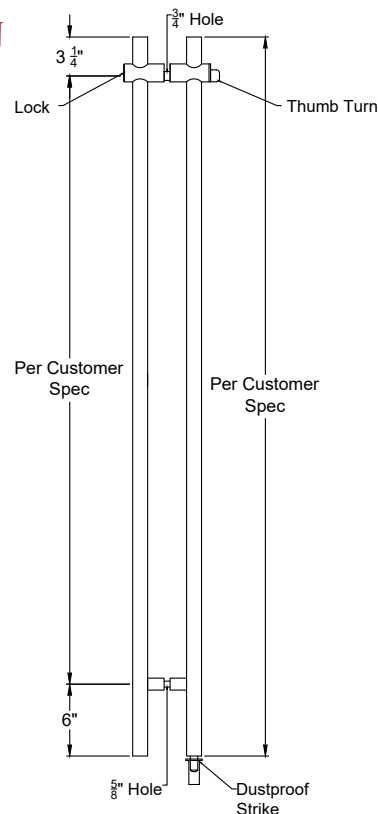 3/4" Hole
3 1/4"
Lock
Thumb Turn
Per Customer
Spec
Per Customer
Spec
6"
5/8" Hole
Dustproof
Strike